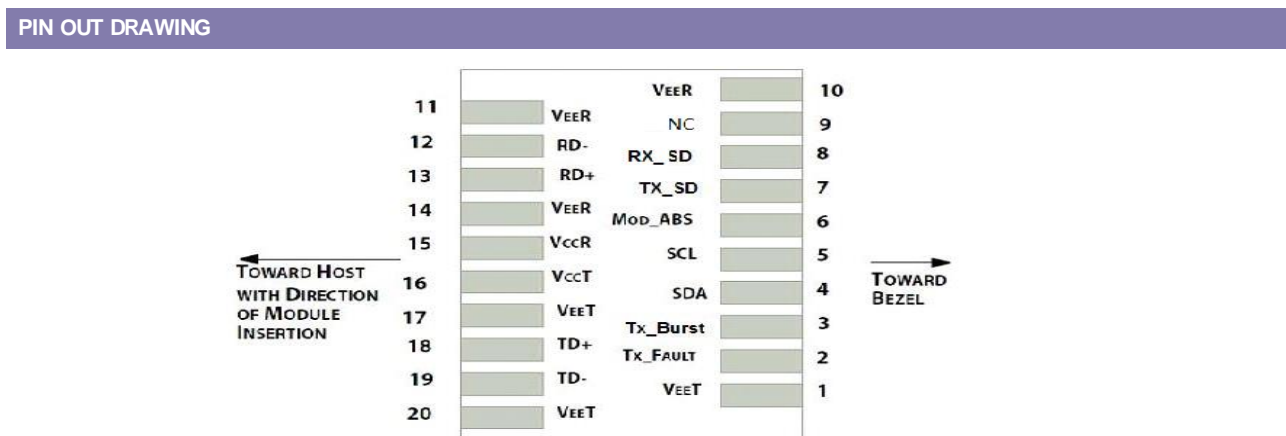 PIN OUT DRAWING
VEER 10
11 VEER
NC 9
12 RD-
RX_ SD 8
13 RD+
TX_SD 7
14 VEER
MOD_ABS 6
15 VCCR
SCL 5
TOWARD HOST
WITH DIRECTION
OF MODULE
INSERTION
TOWARD
BEZEL
16 VCCT
SDA 4
17 VEET
Tx_Burst 3
18 TD+
TX_FAULT 2
19 TD-
VEET 1
20 VEET